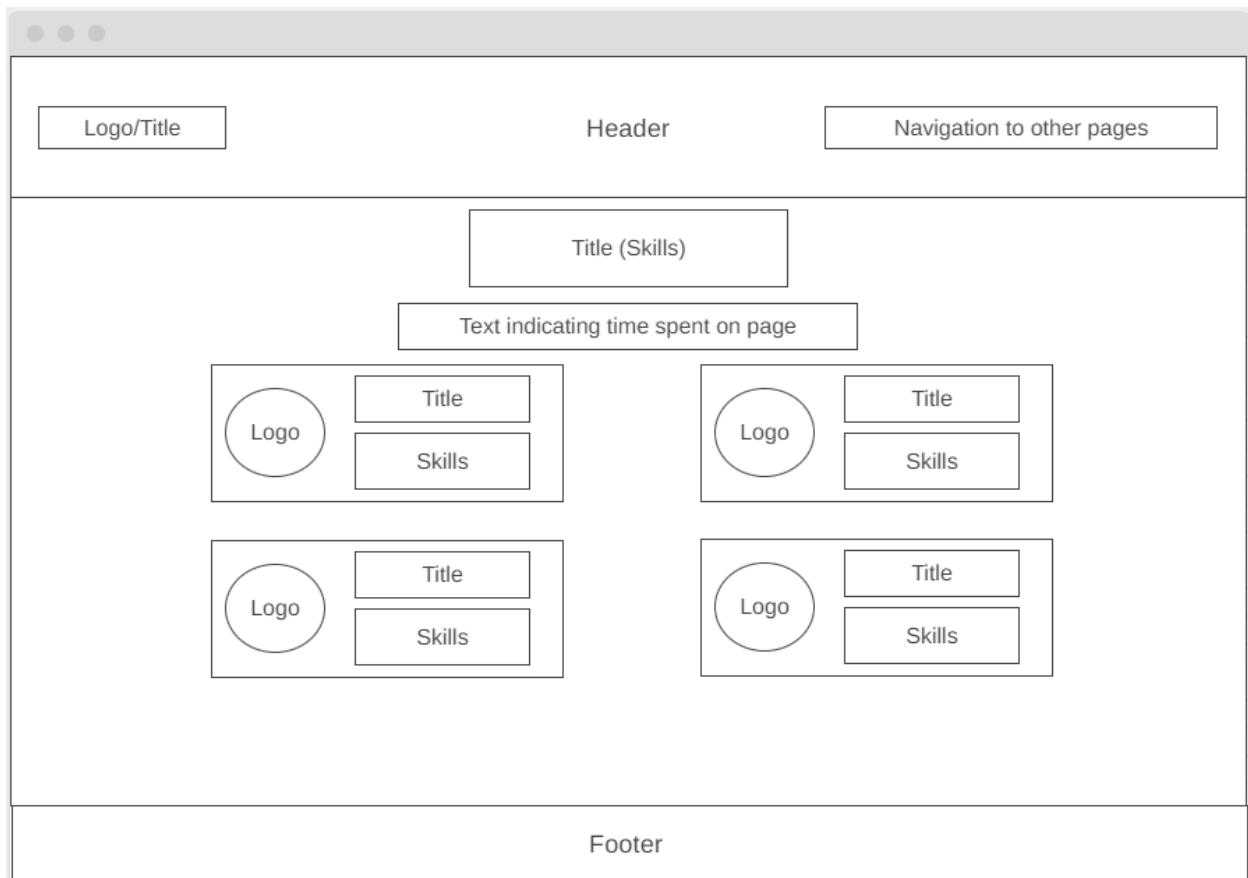 Logo/Title
Header
Navigation to other pages
Title (Skills)
Text indicating time spent on page
Logo
Title
Skills
Logo
Title
Skills
Logo
Title
Skills
Logo
Title
Skills
Footer